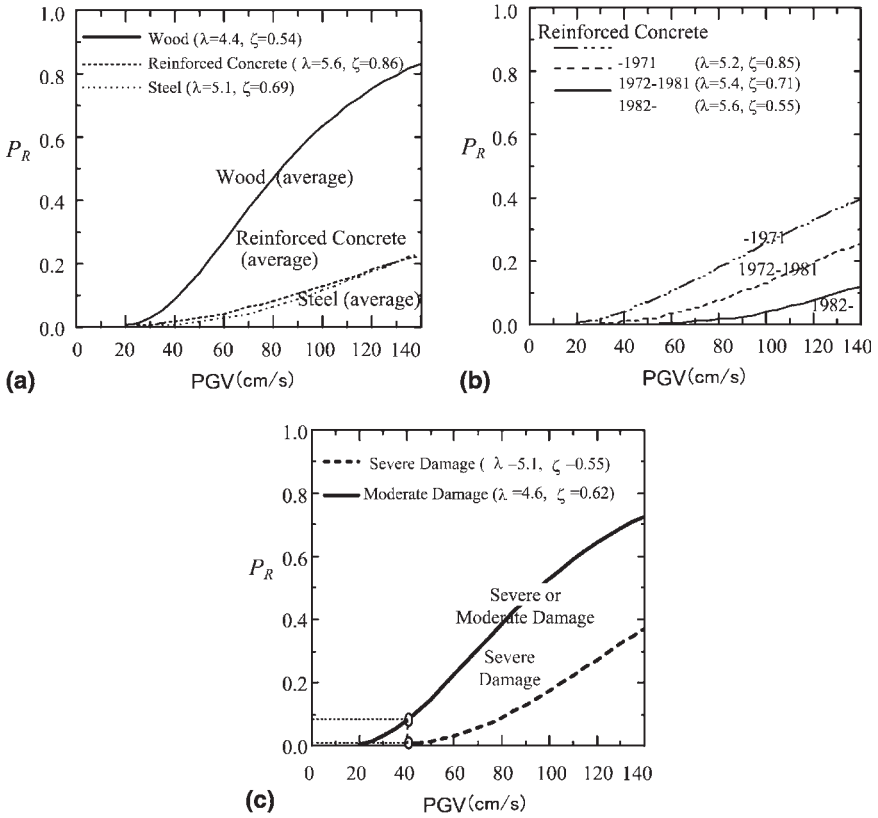 Wood (λ=4.4, ζ=0.54)
Reinforced Concrete ( λ=5.6, ζ=0.86)
Steel (λ=5.1, ζ=0.69)
1.0
0.8
0.6
0.4
0.2
0.0
P_R
Wood (average)
Reinforced Concrete
(average)
Steel (average)
0 20 40 60 80 100 120 140
PGV(cm/s)
(a)
Reinforced Concrete
-1971 (λ=5.2, ζ=0.85)
1972-1981 (λ=5.4, ζ=0.71)
1982- (λ=5.6, ζ=0.55)
1.0
0.8
0.6
0.4
0.2
0.0
P_R
-1971
1972-1981
1982-
0 20 40 60 80 100 120 140
PGV(cm/s)
(b)
Severe Damage ( λ –5.1, ζ –0.55)
Moderate Damage (λ =4.6, ζ =0.62)
1.0
0.8
0.6
0.4
0.2
0.0
P_R
Severe or
Moderate Damage
Severe
Damage
0 20 40 60 80 100 120 140
PGV(cm/s)
(c)